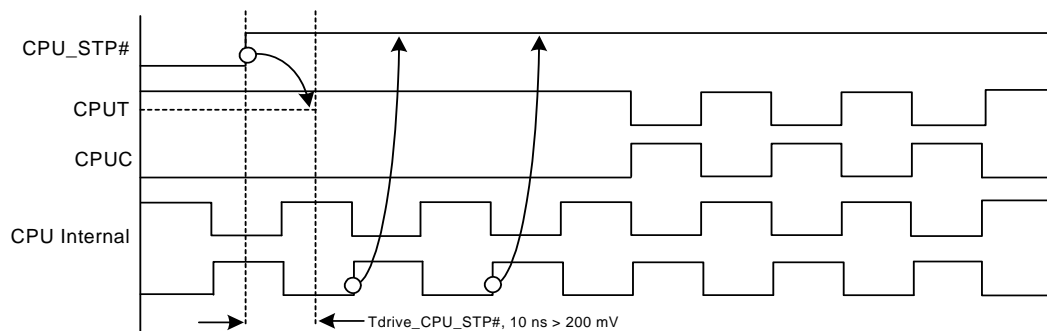 CPU_STP#
CPUT
CPUC
CPU Internal
Tdrive_CPU_STP#, 10 ns > 200 mV